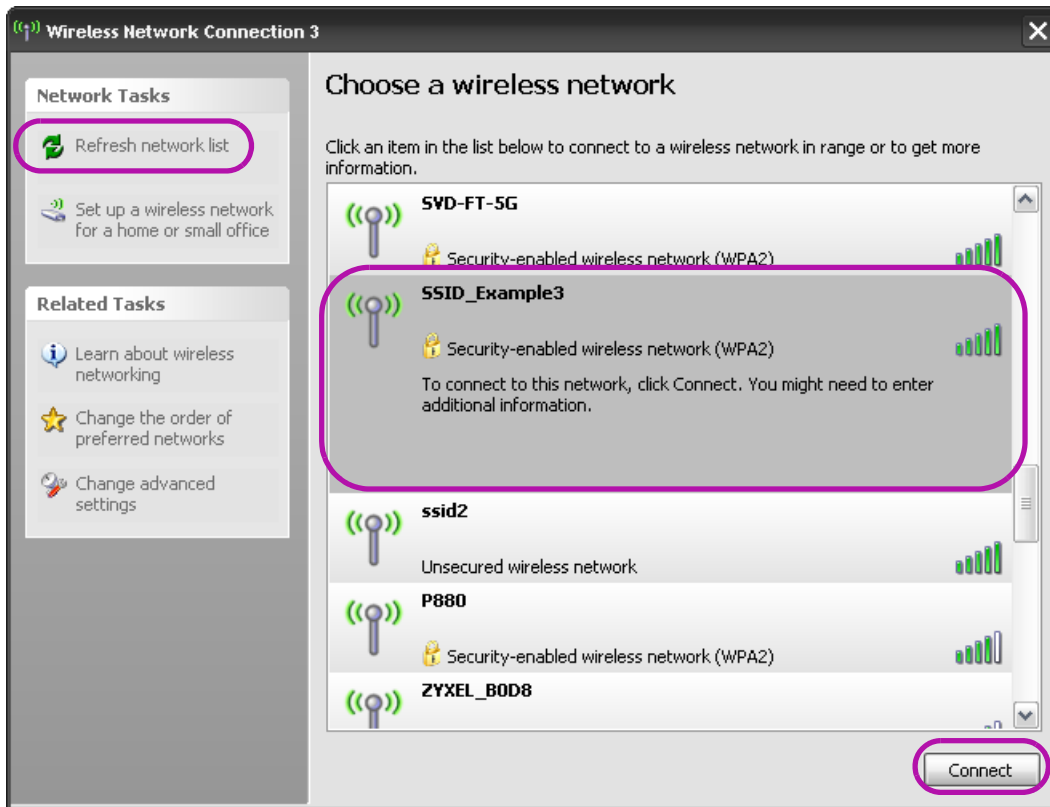 Wireless Network Connection 3
Network Tasks
Refresh network list
Set up a wireless network
for a home or small office
Related Tasks
Learn about wireless
networking
Change the order of
preferred networks
Change advanced
settings
Choose a wireless network
Click an item in the list below to connect to a wireless network in range or to get more
information.
SVD-FT-5G
Security-enabled wireless network (WPA2)
SSID_Example3
Security-enabled wireless network (WPA2)
To connect to this network, click Connect. You might need to enter
additional information.
ssid2
Unsecured wireless network
P880
Security-enabled wireless network (WPA2)
ZYXEL_B0D8
Connect